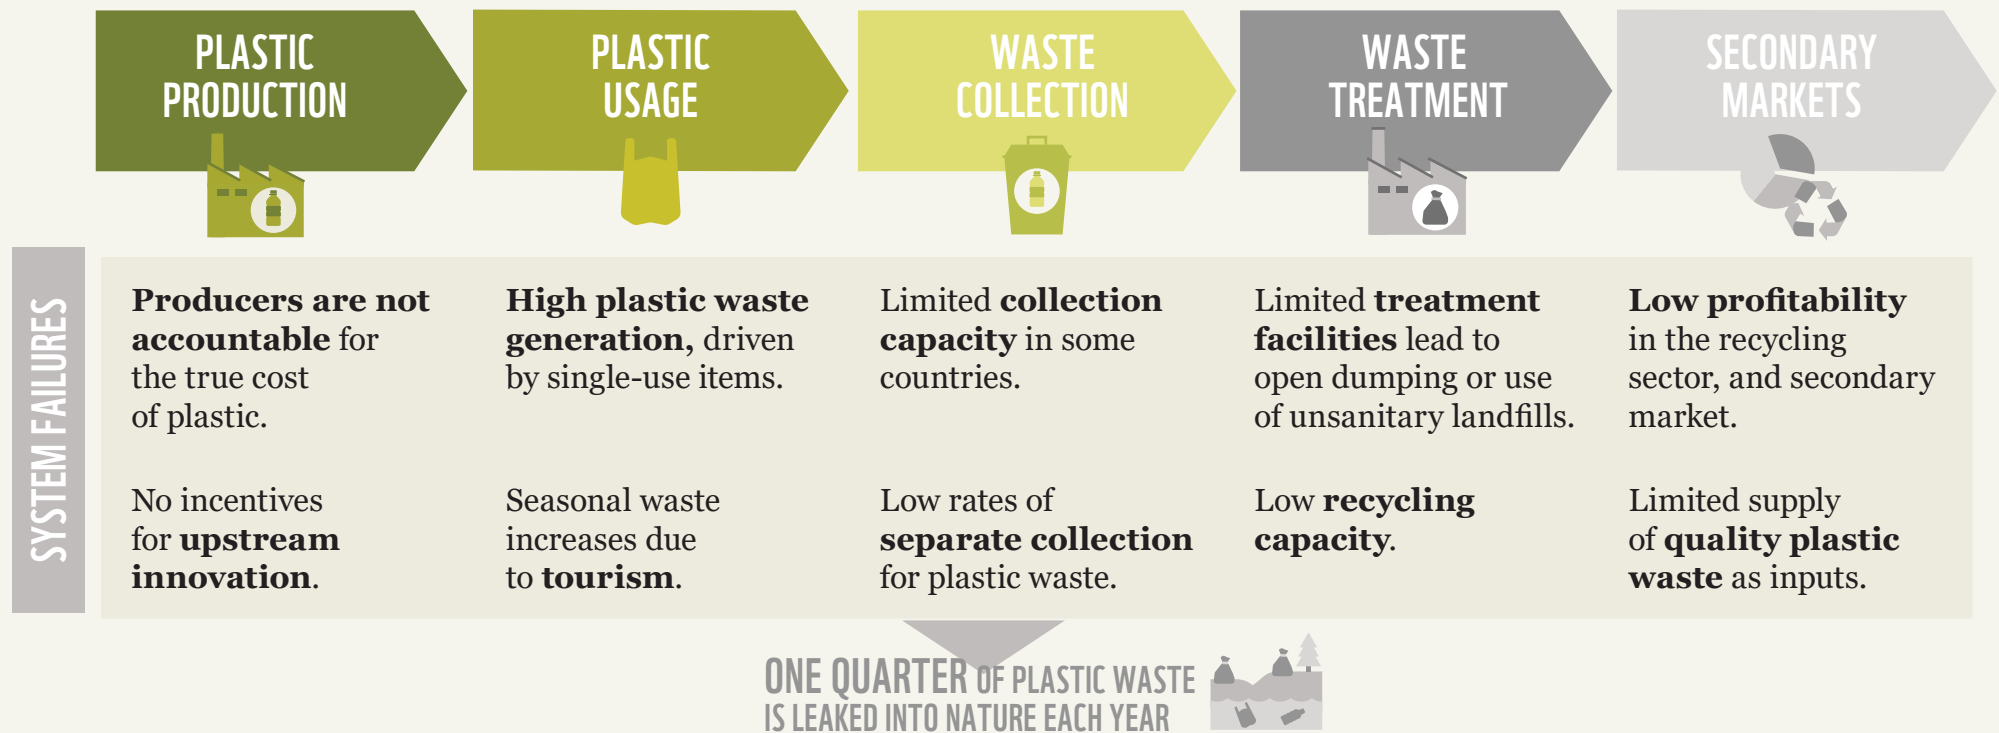 PLASTIC
PRODUCTION
PLASTIC
USAGE
WASTE
COLLECTION
WASTE
TREATMENT
SECONDARY
MARKETS
SYSTEM FAILURES
Producers are not
accountable for
the true cost
of plastic.
No incentives
for upstream
innovation.
High plastic waste
generation, driven
by single-use items.
Seasonal waste
increases due
to tourism.
Limited collection
capacity in some
countries.
Low rates of
separate collection
for plastic waste.
Limited treatment
facilities lead to
open dumping or use
of unsanitary landfills.
Low recycling
capacity.
Low profitability
in the recycling
sector, and secondary
market.
Limited supply
of quality plastic
waste as inputs.
ONE QUARTER OF PLASTIC WASTE
IS LEAKED INTO NATURE EACH YEAR